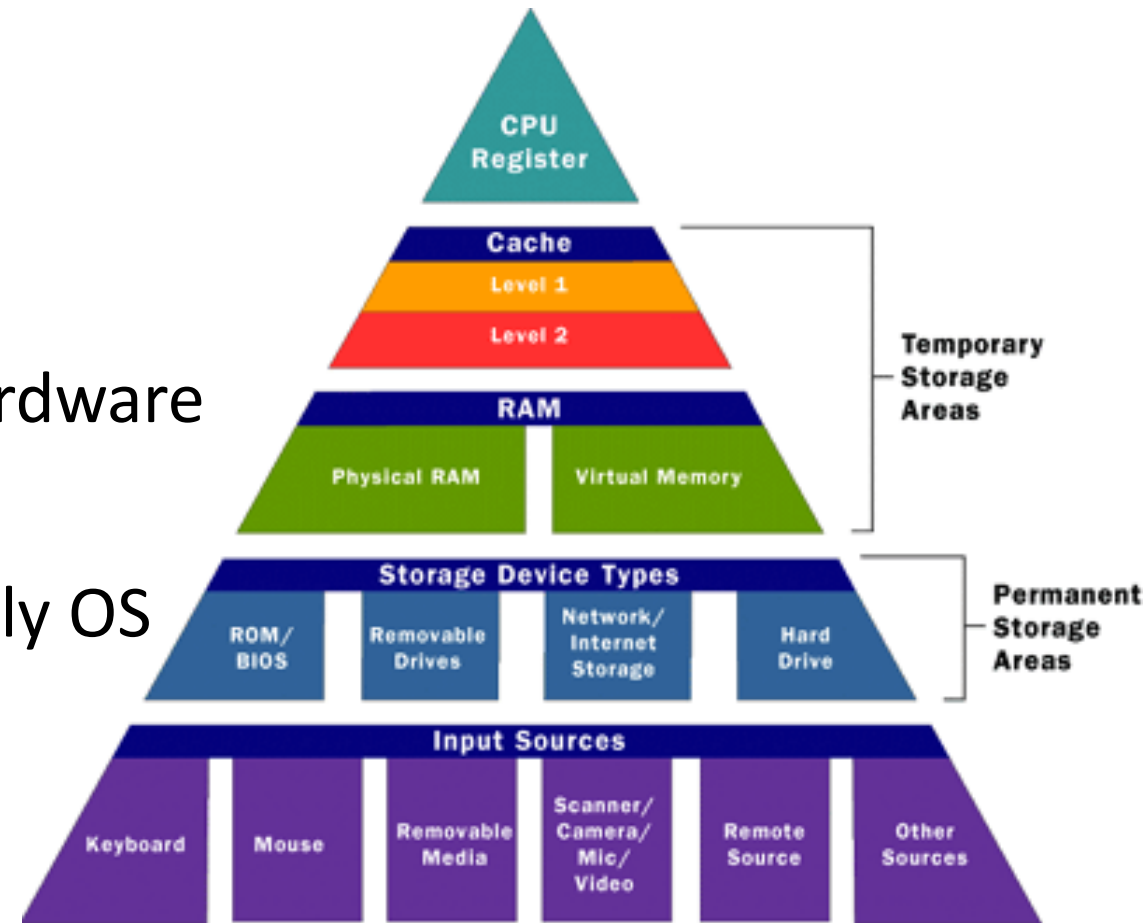 CPU
Register
Cache
Level 1
Level 2
Temporary
Storage
Areas
rdware
RAM
Physical RAM
Virtual Memory
Storage Device Types
ly OS
ROM/
BIOS
Removable
Drives
Network/
Internet
Storage
Hard
Drive
Permanent
Storage
Areas
Input Sources
Keyboard
Mouse
Removable
Media
Scanner/
Camera/
Mic/
Video
Remote
Source
Other
Sources